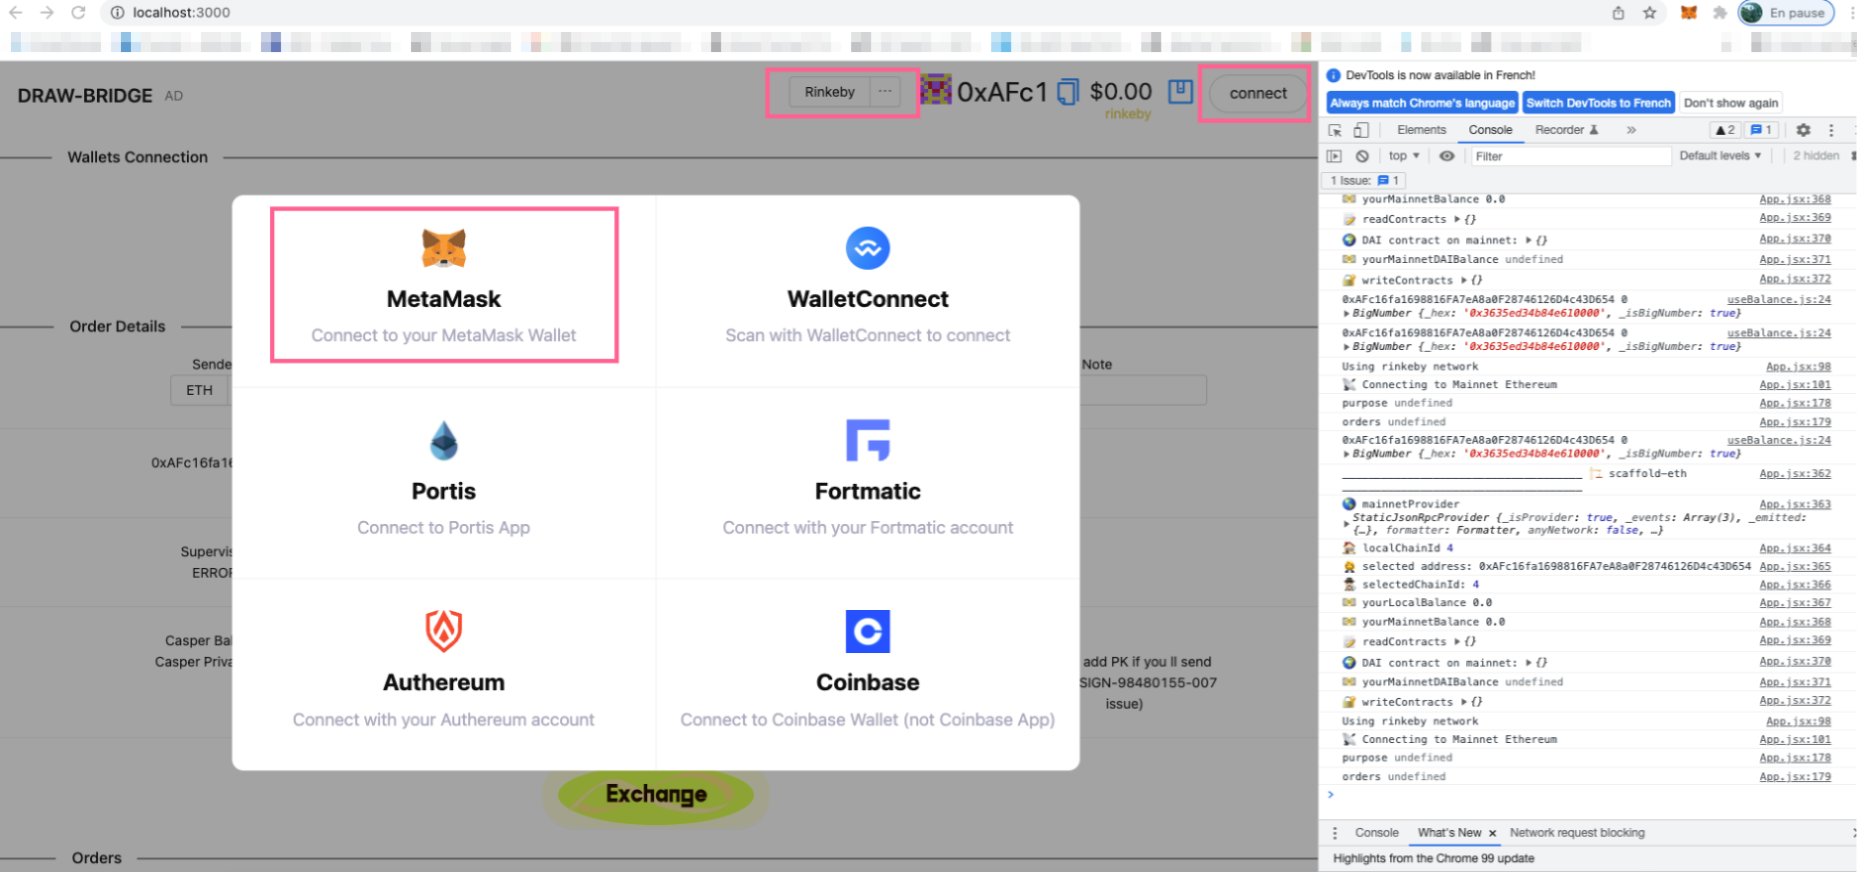 localhost:3000
En pause
DRAW-BRIDGE AD
Rinkeby ···
0xAFc1
$0.00
rinkeby
connect
Wallets Connection
MetaMask
Connect to your MetaMask Wallet
WalletConnect
Scan with WalletConnect to connect
Order Details
Sende
ETH
Note
Portis
Connect to Portis App
Fortmatic
Connect with your Fortmatic account
0xAFc16fa16
Supervis
ERROR
Authereum
Connect with your Authereum account
Coinbase
Connect to Coinbase Wallet (not Coinbase App)
Casper Bal
Casper Priva
add PK if you ll send
SIGN-98480155-007
issue)
Exchange
Orders
DevTools is now available in French!
Always match Chrome's language Switch DevTools to French Don't show again
Elements Console Recorder » 2 1
top ▼ Filter Default levels ▼ 2 hidden
1 Issue: 1
yourMainnetBalance 0.0 App.jsx:368
readContracts ▸ {} App.jsx:369
DAI contract on mainnet: ▸ {} App.jsx:370
yourMainnetDAIBalance undefined App.jsx:371
writeContracts ▸ {} App.jsx:372
0xAFc16fa1698816FA7eA8a0F28746126D4c43D654 0 useBalance.js:24
▸ BigNumber {_hex: '0x3635ed34b84e610000', _isBigNumber: true}
0xAFc16fa1698816FA7eA8a0F28746126D4c43D654 0 useBalance.js:24
▸ BigNumber {_hex: '0x3635ed34b84e610000', _isBigNumber: true}
Using rinkeby network App.jsx:98
Connecting to Mainnet Ethereum App.jsx:101
purpose undefined App.jsx:178
orders undefined App.jsx:179
0xAFc16fa1698816FA7eA8a0F28746126D4c43D654 0 useBalance.js:24
▸ BigNumber {_hex: '0x3635ed34b84e610000', _isBigNumber: true}
scaffold-eth App.jsx:362
mainnetProvider App.jsx:363
▸ StaticJsonRpcProvider {_isProvider: true, _events: Array(3), _emitted:
{…}, formatter: Formatter, anyNetwork: false, …}
localChainId 4 App.jsx:364
selected address: 0xAFc16fa1698816FA7eA8a0F28746126D4c43D654 App.jsx:365
selectedChainId: 4 App.jsx:366
yourLocalBalance 0.0 App.jsx:367
yourMainnetBalance 0.0 App.jsx:368
readContracts ▸ {} App.jsx:369
DAI contract on mainnet: ▸ {} App.jsx:370
yourMainnetDAIBalance undefined App.jsx:371
writeContracts ▸ {} App.jsx:372
Using rinkeby network App.jsx:98
Connecting to Mainnet Ethereum App.jsx:101
purpose undefined App.jsx:178
orders undefined App.jsx:179
Console What's New × Network request blocking
Highlights from the Chrome 99 update